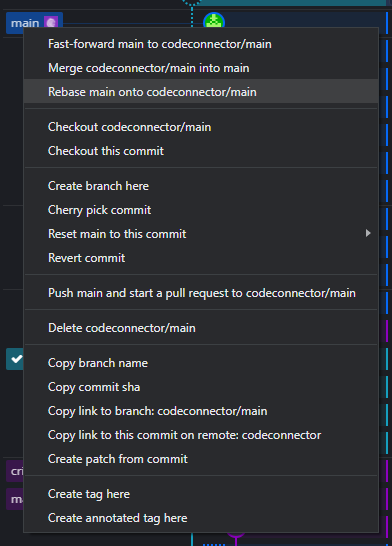 main
Fast-forward main to codeconnector/main
Merge codeconnector/main into main
Rebase main onto codeconnector/main
Checkout codeconnector/main
Checkout this commit
Create branch here
Cherry pick commit
Reset main to this commit
Revert commit
Push main and start a pull request to codeconnector/main
Delete codeconnector/main
Copy branch name
Copy commit sha
Copy link to branch: codeconnector/main
Copy link to this commit on remote: codeconnector
Create patch from commit
cri
ma
Create tag here
Create annotated tag here